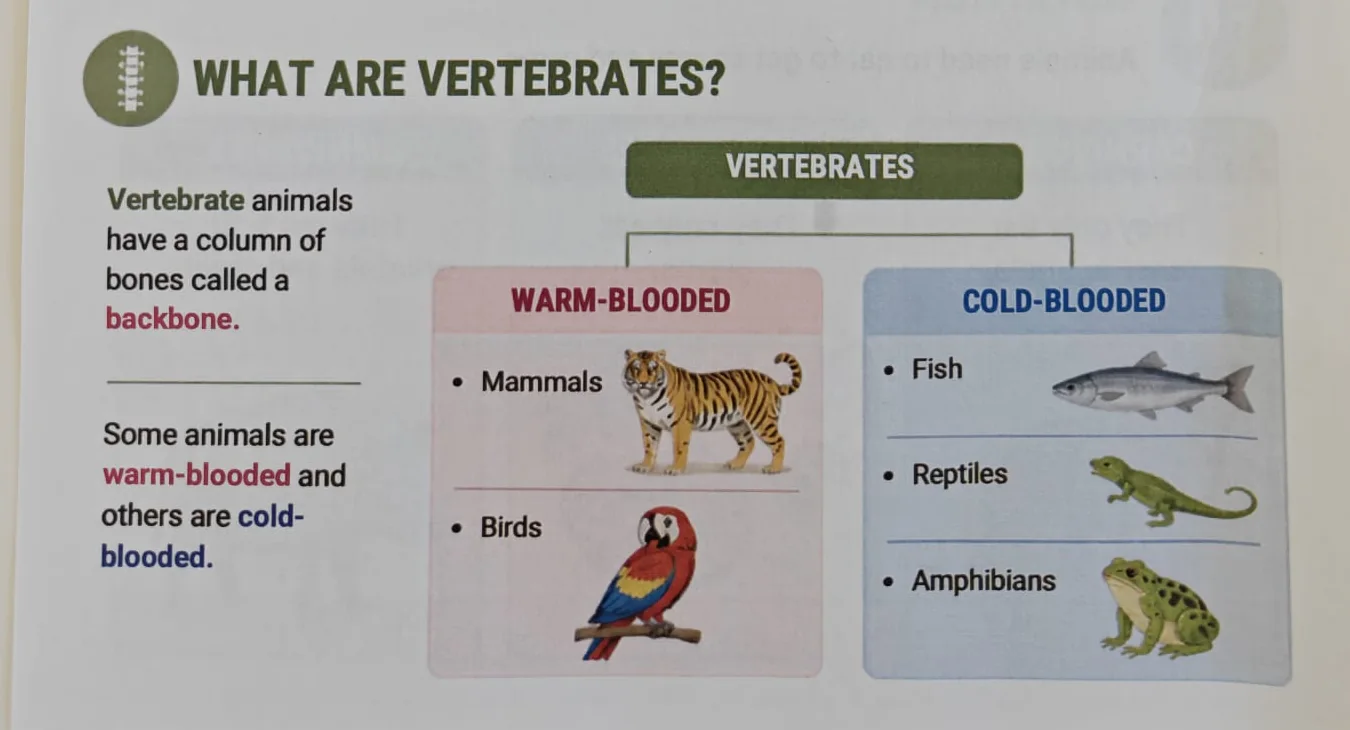 WHAT ARE VERTEBRATES?
Vertebrate animals
have a column of
bones called a
backbone.
Some animals are
warm-blooded and
others are cold-
blooded.
VERTEBRATES
WARM-BLOODED
• Mammals
• Birds
COLD-BLOODED
• Fish
• Reptiles
• Amphibians